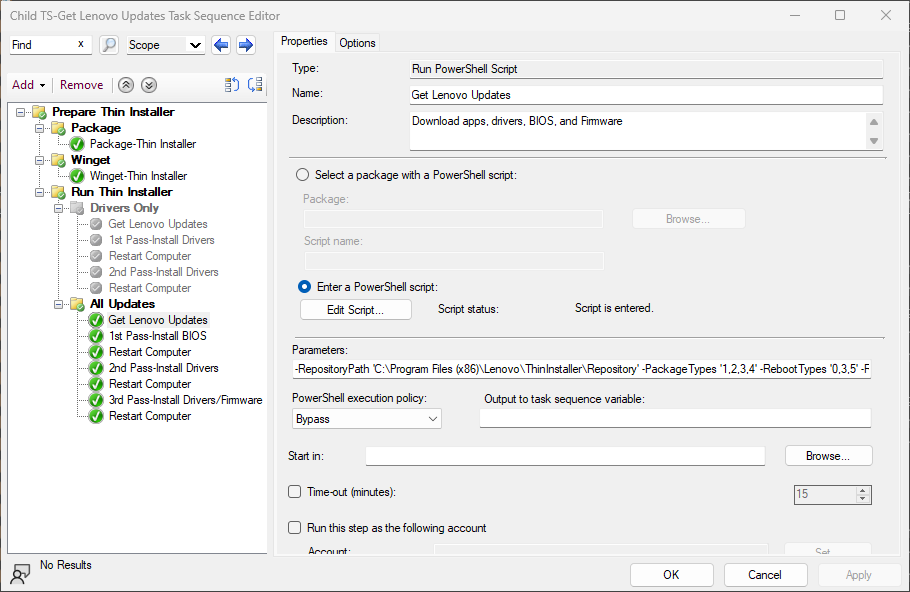 Child TS-Get Lenovo Updates Task Sequence Editor
Find x Scope
Add Remove
Prepare Thin Installer
Package
Package-Thin Installer
Winget
Winget-Thin Installer
Run Thin Installer
Drivers Only
Get Lenovo Updates
1st Pass-Install Drivers
Restart Computer
2nd Pass-Install Drivers
Restart Computer
All Updates
Get Lenovo Updates
1st Pass-Install BIOS
Restart Computer
2nd Pass-Install Drivers
Restart Computer
3rd Pass-Install Drivers/Firmware
Restart Computer
No Results
Properties Options
Type: Run PowerShell Script
Name: Get Lenovo Updates
Description: Download apps, drivers, BIOS, and Firmware
Select a package with a PowerShell script:
Package:
Browse...
Script name:
Enter a PowerShell script:
Edit Script... Script status: Script is entered.
Parameters:
-RepositoryPath 'C:\Program Files (x86)\Lenovo\ThinInstaller\Repository' -PackageTypes '1,2,3,4' -RebootTypes '0,3,5' -F
PowerShell execution policy: Output to task sequence variable:
Bypass
Start in: Browse...
Time-out (minutes): 15
Run this step as the following account
Account: Set...
OK Cancel Apply